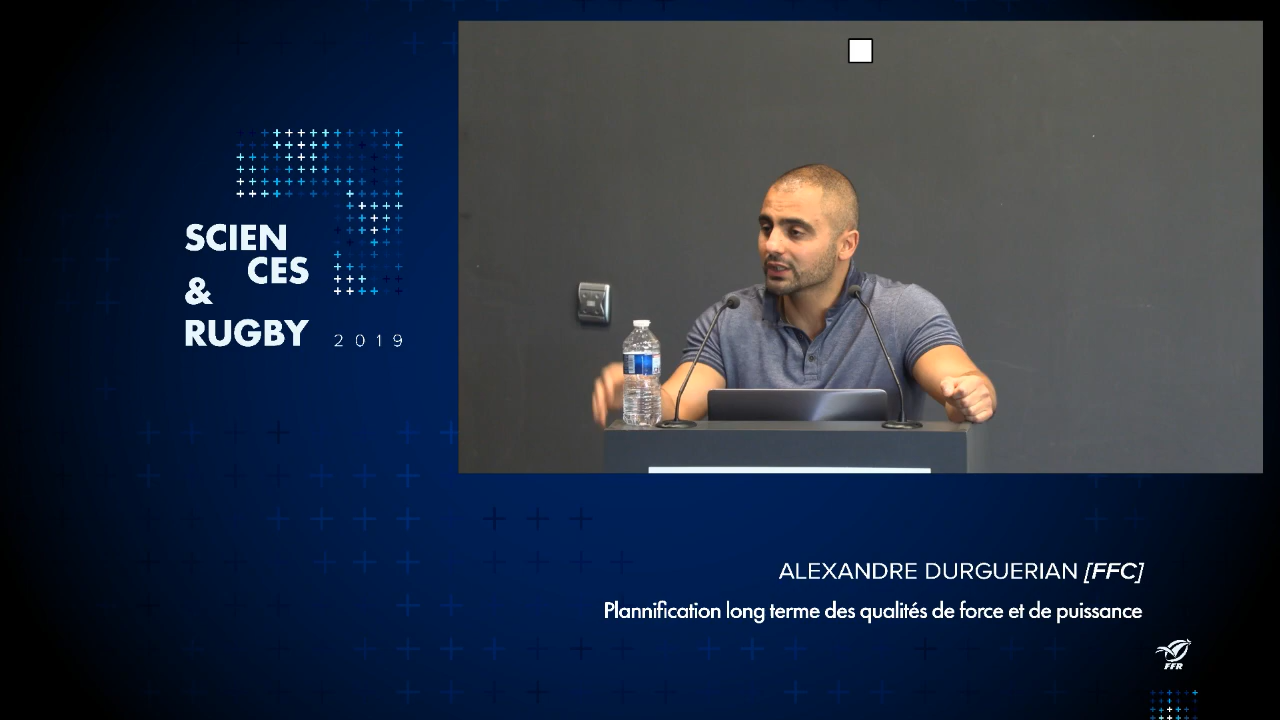 SCIEN
CES
&
RUGBY 2019
ALEXANDRE DURGUERIAN [FFC]
Plannification long terme des qualités de force et de puissance
FFR